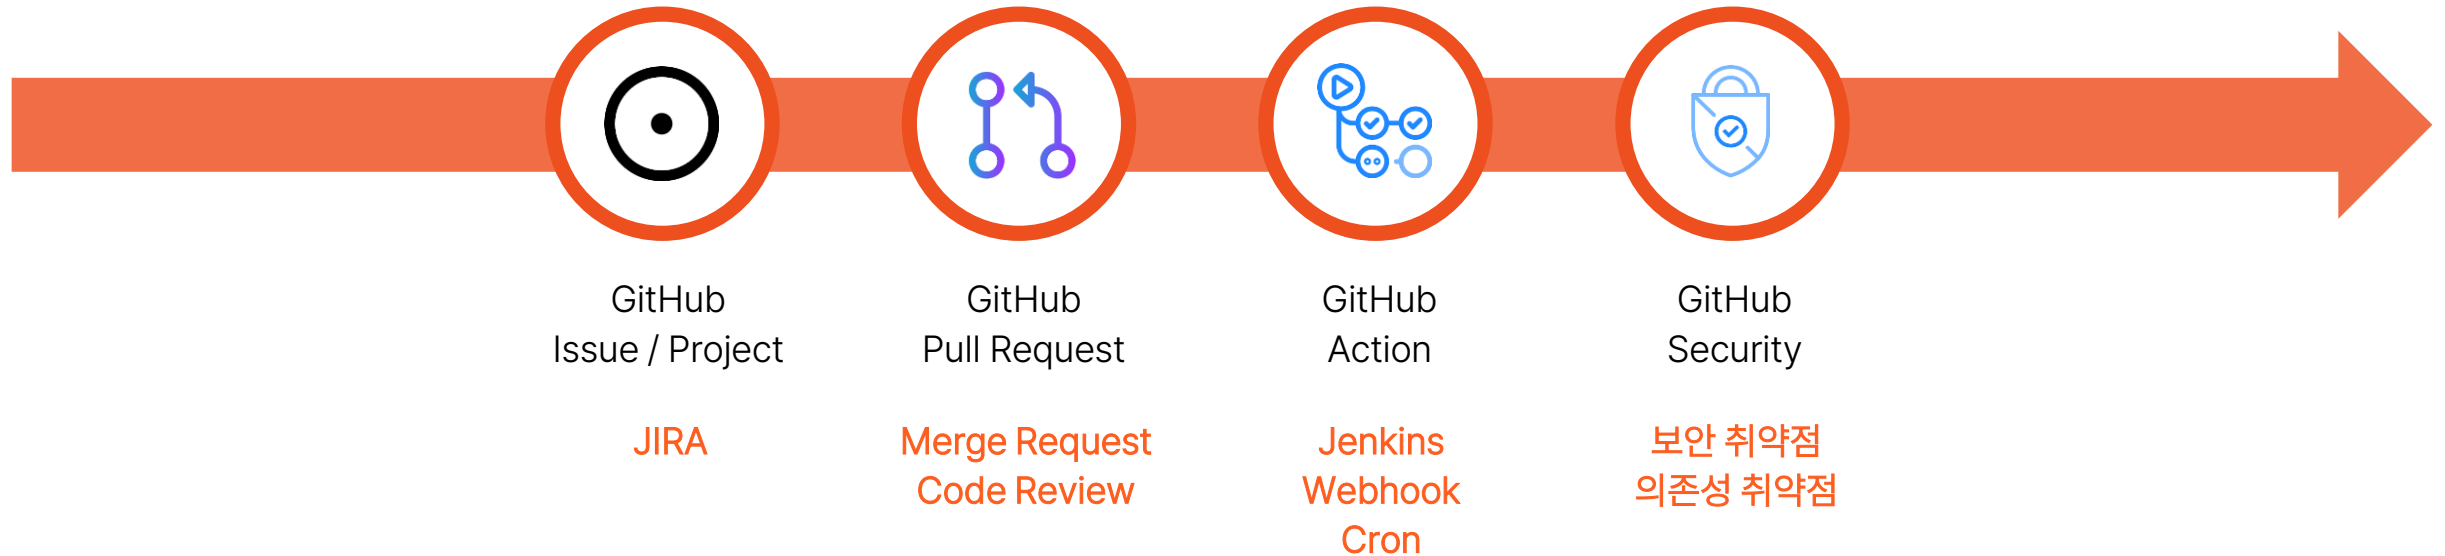 GitHub
Issue / Project
JIRA
GitHub
Pull Request
Merge Request
Code Review
GitHub
Action
Jenkins
Webhook
Cron
GitHub
Security
보안 취약점
의존성 취약점